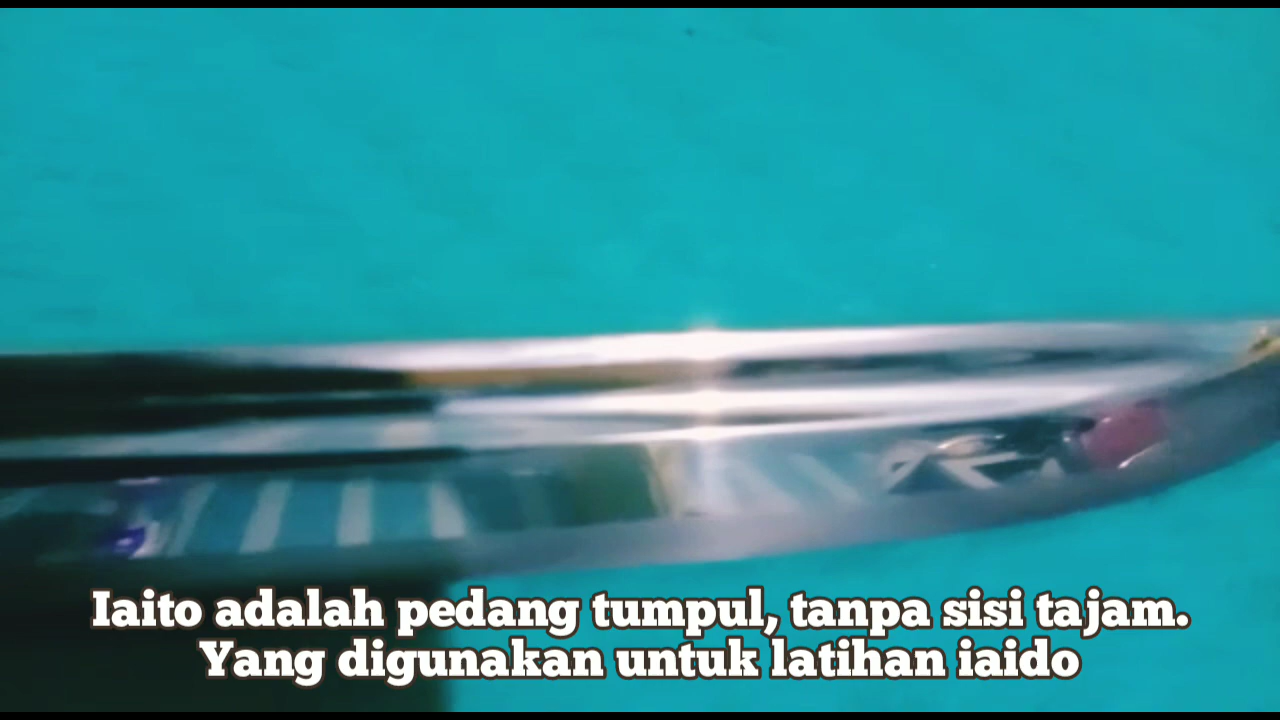 Iaito adalah pedang tumpul, tanpa sisi tajam.
Yang digunakan untuk latihan iaido